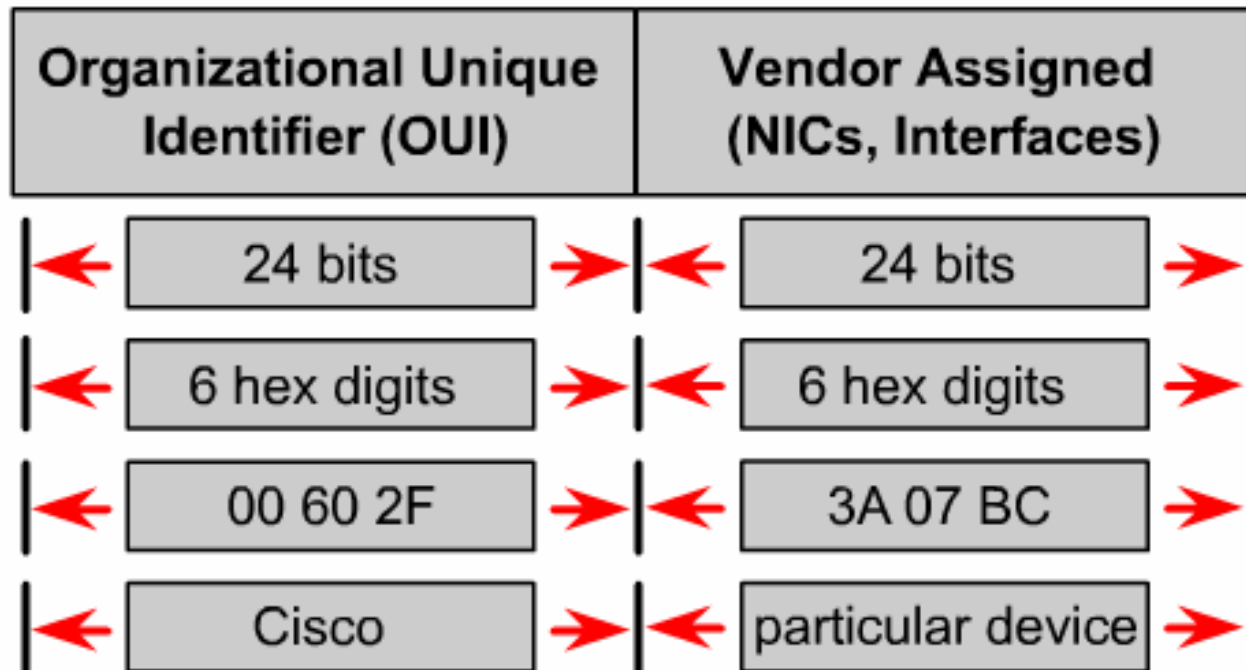 Organizational Unique
Identifier (OUI)
Vendor Assigned
(NICs, Interfaces)
24 bits
24 bits
6 hex digits
6 hex digits
00 60 2F
3A 07 BC
Cisco
particular device